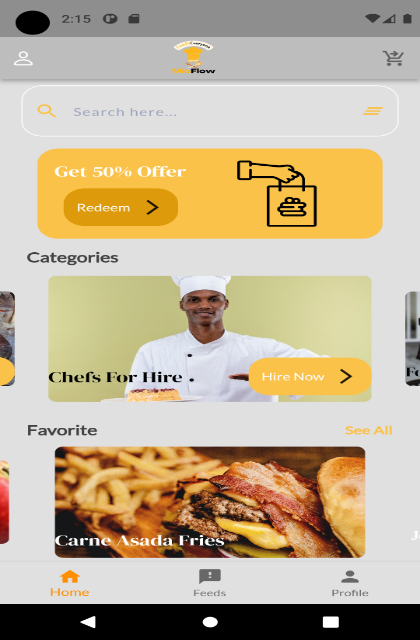 2:15
Flow
Search here...
Get 50% Offer
Redeem
Categories
Chefs For Hire .
Hire Now
Fo
Favorite
See All
Carne Asada Fries
J
Home
Feeds
Profile